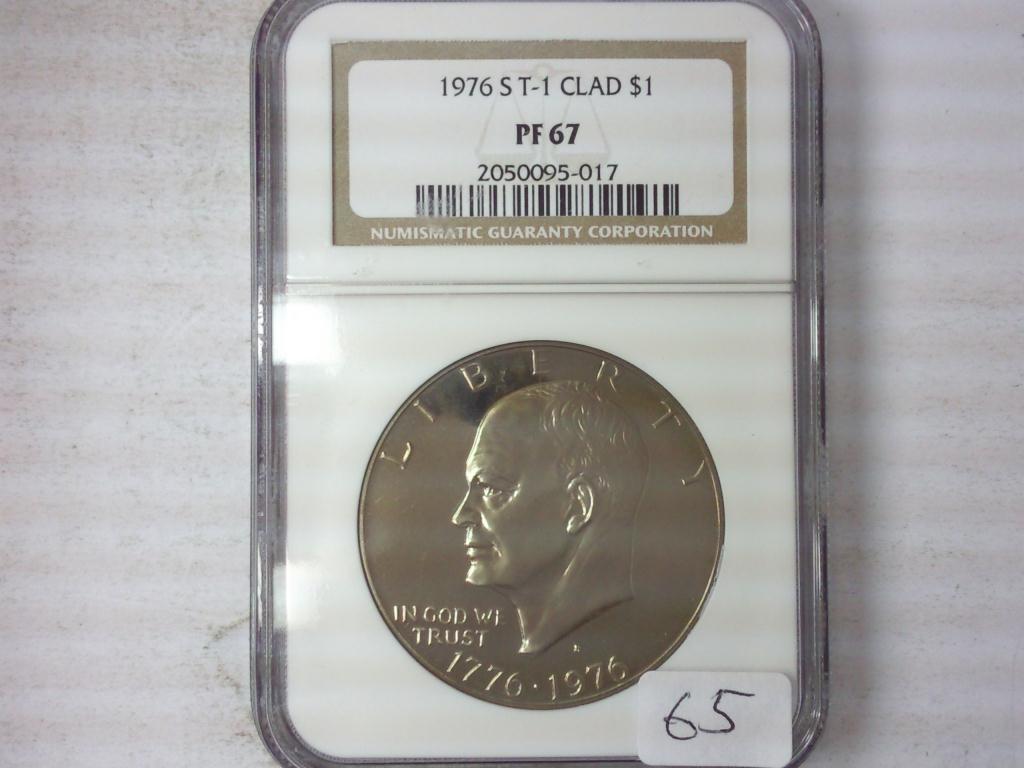 1976 S T-1 CLAD $1
PF 67
2050095-017
NUMISMATIC GUARANTY CORPORATION
LIBERTY
IN GOD WE
TRUST
S
1776 · 1976
65